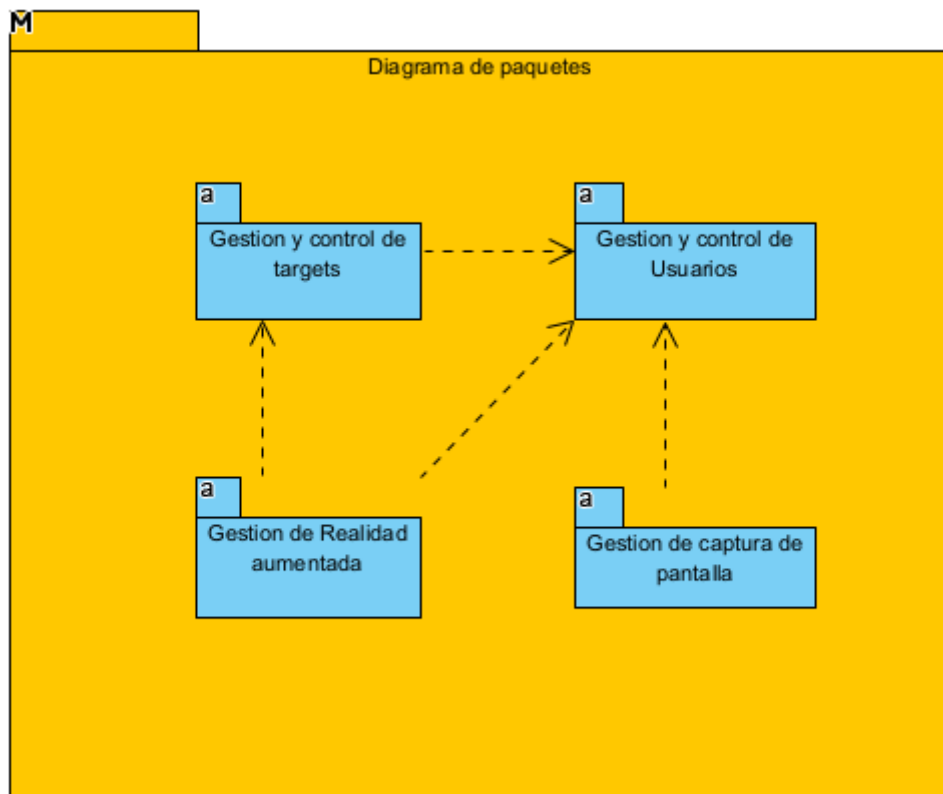 M
Diagrama de paquetes
a
Gestion y control de
targets
a
Gestion y control de
Usuarios
a
Gestion de Realidad
aumentada
a
Gestion de captura de
pantalla